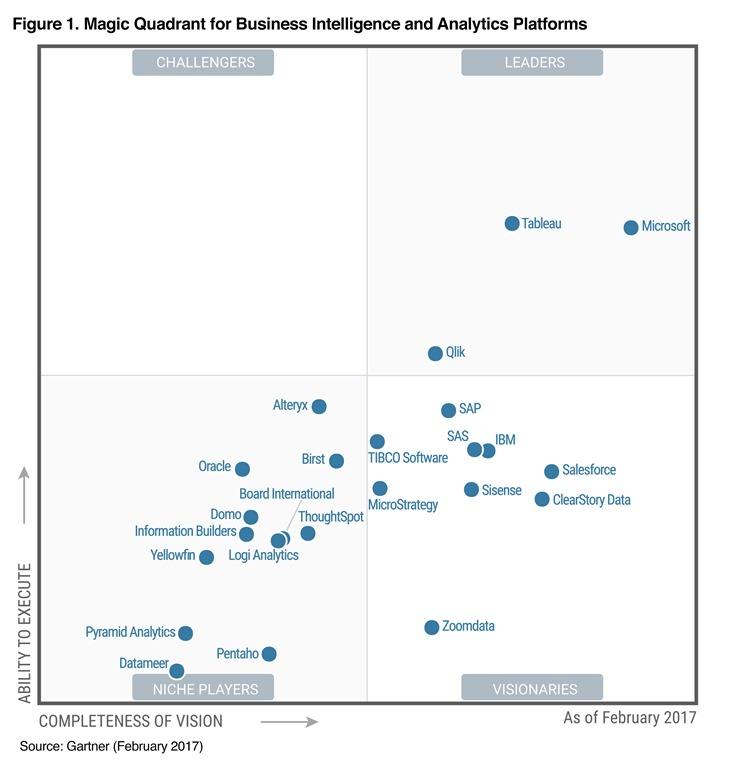 Figure 1. Magic Quadrant for Business Intelligence and Analytics Platforms
CHALLENGERS
LEADERS
Tableau
Microsoft
Qlik
Alteryx
SAP
SAS
IBM
TIBCO Software
Birst
Oracle
Salesforce
Sisense
ClearStory Data
MicroStrategy
Board International
Domo
ThoughtSpot
Information Builders
Logi Analytics
Yellowfin
Zoomdata
Pyramid Analytics
Pentaho
Datameer
NICHE PLAYERS
VISIONARIES
ABILITY TO EXECUTE
COMPLETENESS OF VISION
As of February 2017
Source: Gartner (February 2017)